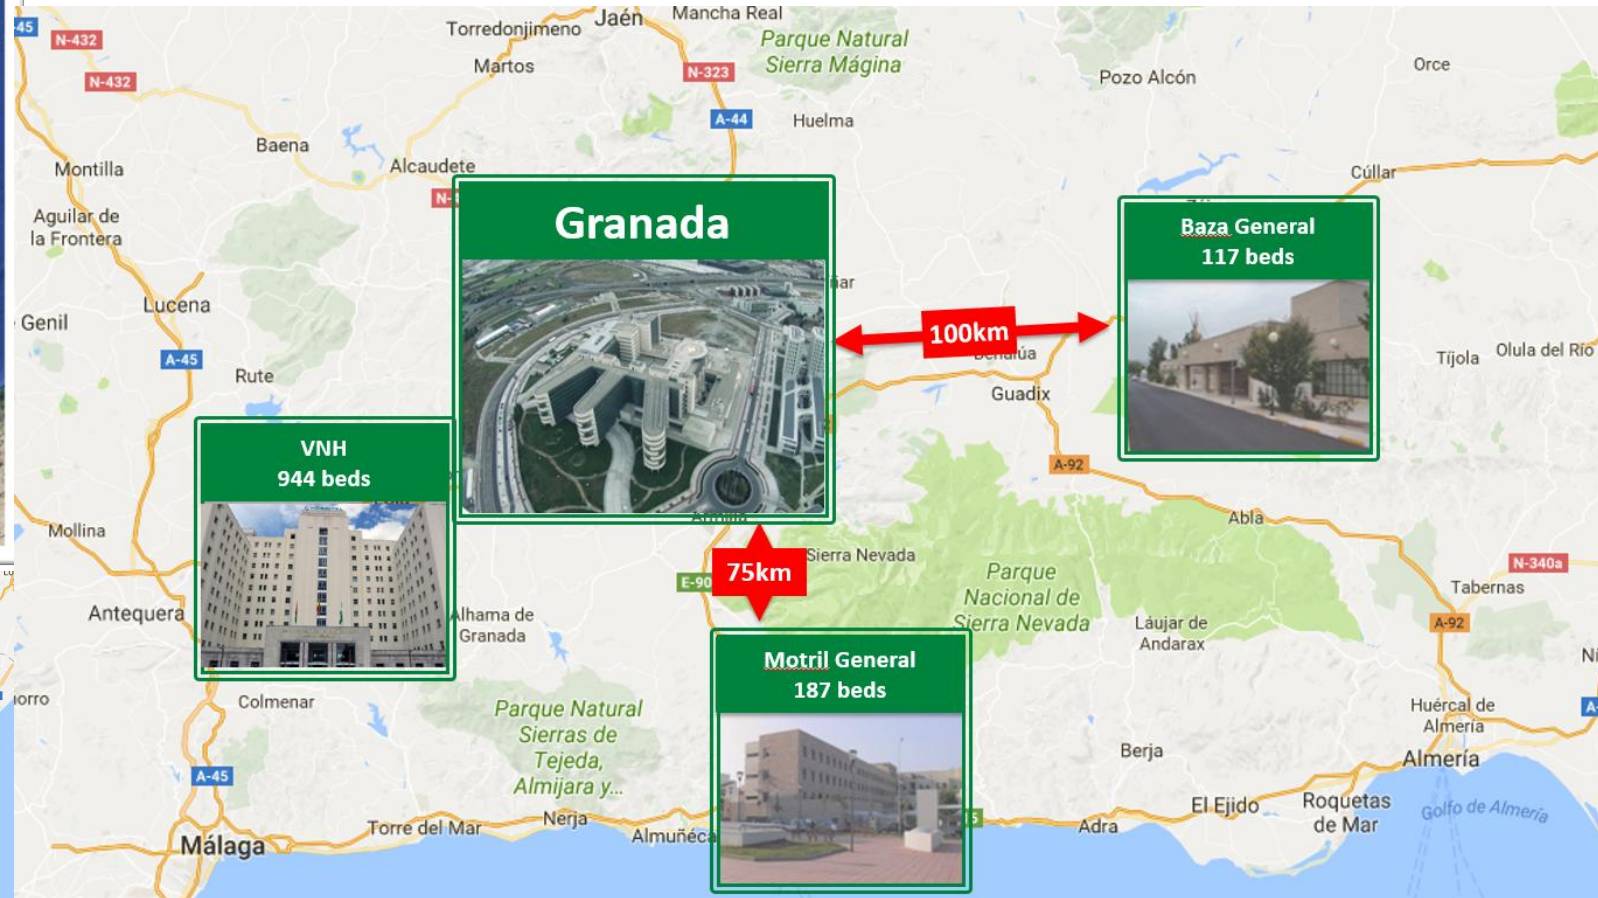 45
N-432
N-432
Torredonjimeno
Jaén
Mancha Real
Martos
N-323
Parque Natural
Sierra Mágina
A-44
Huelma
Pozo Alcón
Orce
Cúllar
Baena
Alcaudete
Montilla
Aguilar de
la Frontera
Lucena
Genil
A-45
Rute
Granada
Baza General
117 beds
100km
Guadix
Tíjola
Olula del Río
VNH
944 beds
A-92
Abla
Mollina
Antequera
Alhama de
Granada
75km
Sierra Nevada
Parque
Nacional de
Sierra Nevada
Láujar de
Andarax
N-340a
Tabernas
A-92
Motril General
187 beds
Colmenar
Parque Natural
Sierras de
Tejeda,
Almijara y...
Huércal de
Almería
Almería
Berja
A-45
Málaga
Torre del Mar
Nerja
Adra
El Ejido
Roquetas
de Mar
Golfo de Almería